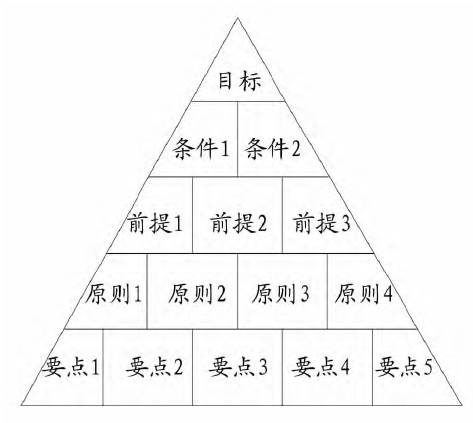 目标
条件1 条件2
前提1 前提2 前提3
原则1 原则2 原则3 原则4
要点1 要点2 要点3 要点4 要点5